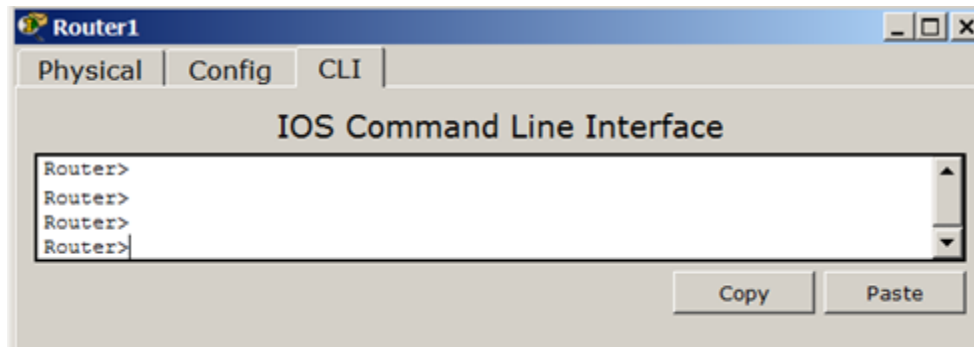 Router1
Physical Config CLI
IOS Command Line Interface
Router>
Router>
Router>
Router>
Copy Paste